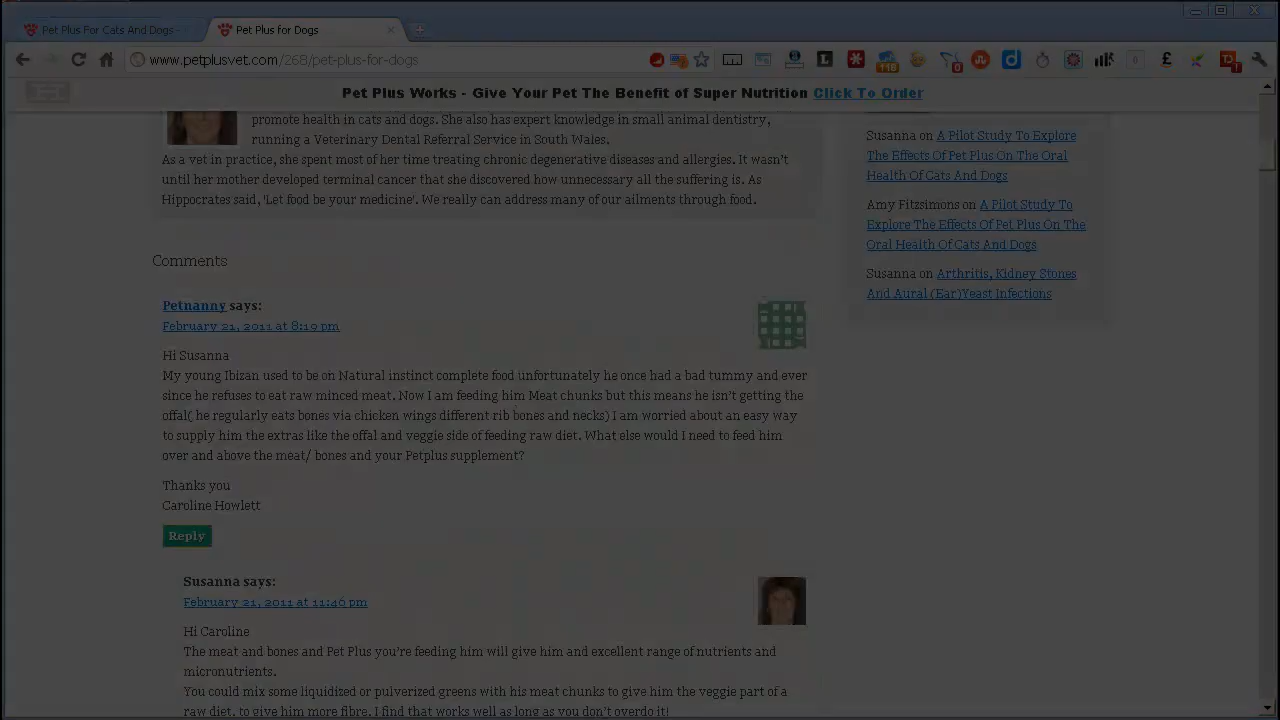 Pet Plus For Cats And Dogs -
Pet Plus for Dogs
www.petplusvet.com/268/pet-plus-for-dogs
Pet Plus Works - Give Your Pet The Benefit of Super Nutrition Click To Order
promote health in cats and dogs. She also has expert knowledge in small animal dentistry,
running a Veterinary Dental Referral Service in South Wales.
As a vet in practice, she spent most of her time treating chronic degenerative diseases and allergies. It wasn't
until her mother developed terminal cancer that she discovered how unnecessary all the suffering is. As
Hippocrates said, 'Let food be your medicine'. We really can address many of our ailments through food.
Comments
Petnanny says:
February 21, 2011 at 8:19 pm
Hi Susanna
My young Ibizan used to be on Natural instinct complete food unfortunately he once had a bad tummy and ever
since he refuses to eat raw minced meat. Now I am feeding him Meat chunks but this means he isn't getting the
offal( he regularly eats bones via chicken wings different rib bones and necks) I am worried about an easy way
to supply him the extras like the offal and veggie side of feeding raw diet. What else would I need to feed him
over and above the meat/ bones and your Petplus supplement?
Thanks you
Caroline Howlett
Reply
Susanna says:
February 21, 2011 at 11:46 pm
Hi Caroline
The meat and bones and Pet Plus you're feeding him will give him and excellent range of nutrients and
micronutrients.
You could mix some liquidized or pulverized greens with his meat chunks to give him the veggie part of a
raw diet, to give him more fibre. I find that works well as long as you don't overdo it!
Susanna on A Pilot Study To Explore
The Effects Of Pet Plus On The Oral
Health Of Cats And Dogs
Amy Fitzsimons on A Pilot Study To
Explore The Effects Of Pet Plus On The
Oral Health Of Cats And Dogs
Susanna on Arthritis, Kidney Stones
And Aural (Ear)Yeast Infections